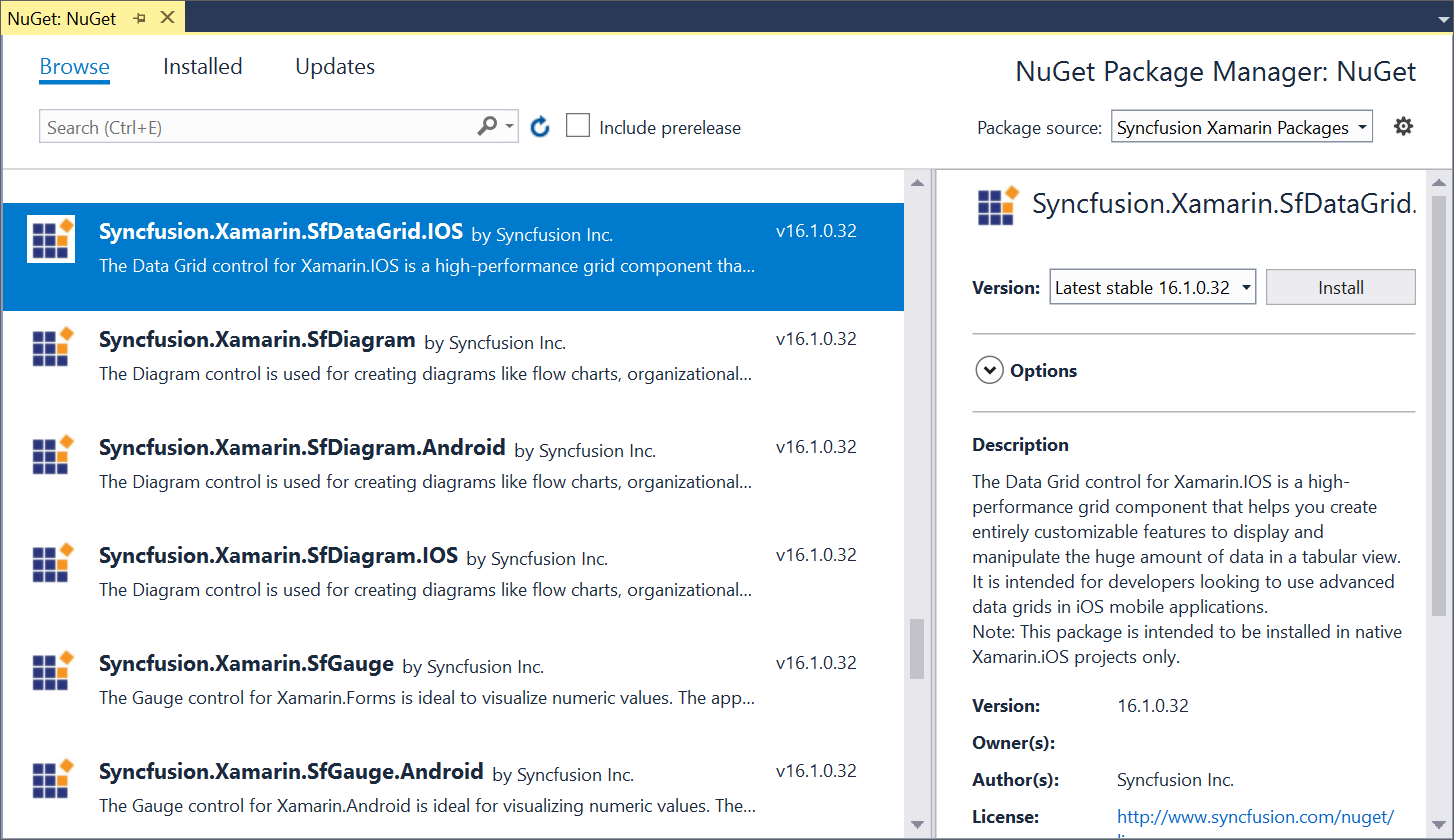 NuGet: NuGet
Browse Installed Updates
NuGet Package Manager: NuGet
Search (Ctrl+E)
Include prerelease
Package source: Syncfusion Xamarin Packages
Syncfusion.Xamarin.SfDataGrid.IOS by Syncfusion Inc. v16.1.0.32
The Data Grid control for Xamarin.IOS is a high-performance grid component tha...
Syncfusion.Xamarin.SfDiagram by Syncfusion Inc. v16.1.0.32
The Diagram control is used for creating diagrams like flow charts, organizational...
Syncfusion.Xamarin.SfDiagram.Android by Syncfusion Inc. v16.1.0.32
The Diagram control is used for creating diagrams like flow charts, organizational...
Syncfusion.Xamarin.SfDiagram.IOS by Syncfusion Inc. v16.1.0.32
The Diagram control is used for creating diagrams like flow charts, organizational...
Syncfusion.Xamarin.SfGauge by Syncfusion Inc. v16.1.0.32
The Gauge control for Xamarin.Forms is ideal to visualize numeric values. The app...
Syncfusion.Xamarin.SfGauge.Android by Syncfusion Inc. v16.1.0.32
The Gauge control for Xamarin.Android is ideal for visualizing numeric values. The...
Syncfusion.Xamarin.SfDataGrid.
Version: Latest stable 16.1.0.32 Install
Options
Description
The Data Grid control for Xamarin.IOS is a high-
performance grid component that helps you create
entirely customizable features to display and
manipulate the huge amount of data in a tabular view.
It is intended for developers looking to use advanced
data grids in iOS mobile applications.
Note: This package is intended to be installed in native
Xamarin.iOS projects only.
Version: 16.1.0.32
Owner(s):
Author(s): Syncfusion Inc.
License: http://www.syncfusion.com/nuget/